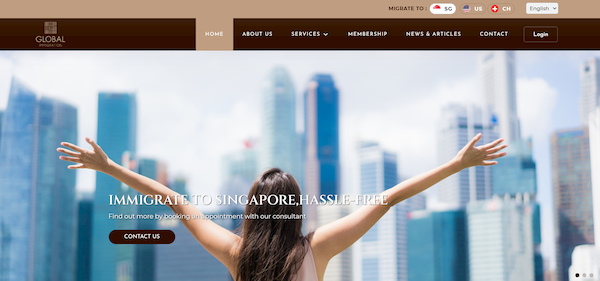 MIGRATE TO :
SG
US
CH
English
GLOBAL
IMMIGRATION
HOME
ABOUT US
SERVICES
MEMBERSHIP
NEWS & ARTICLES
CONTACT
Login
IMMIGRATE TO SINGAPORE,HASSLE-FREE
Find out more by booking an appointment with our consultant
CONTACT US